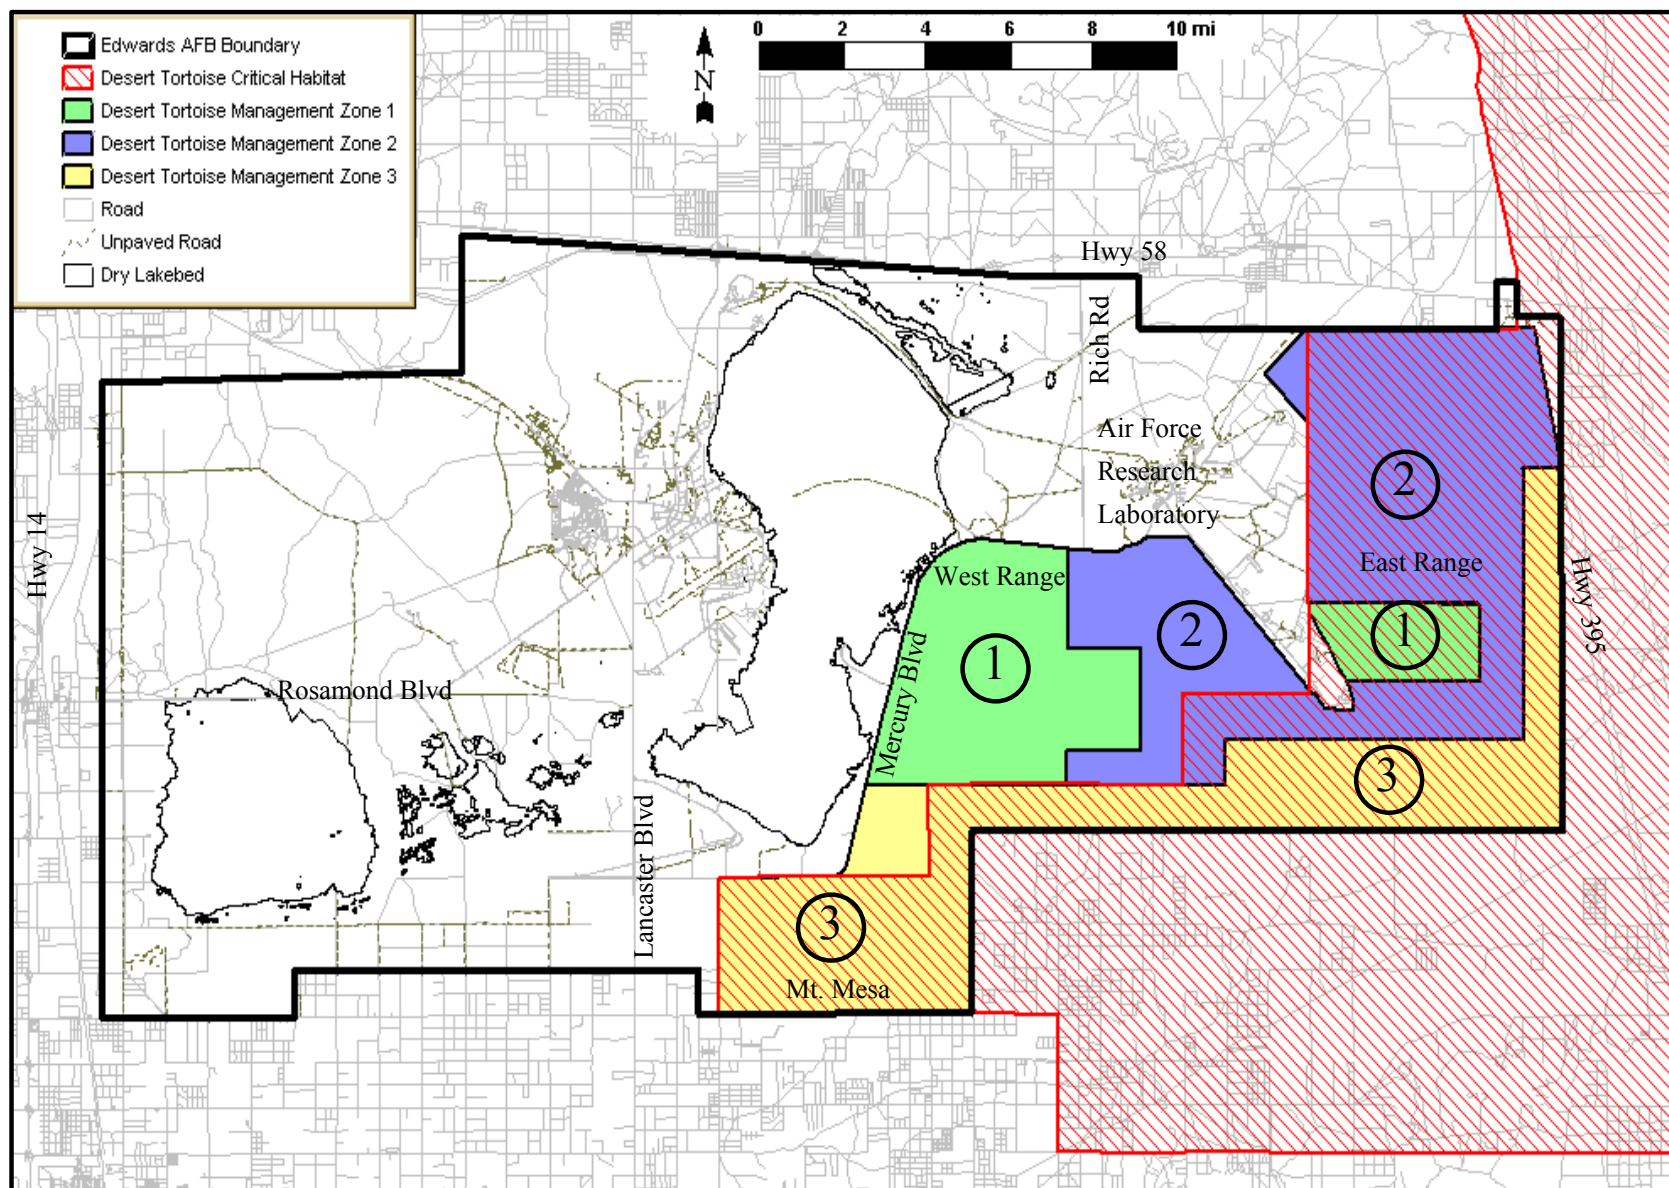 Edwards AFB Boundary
Desert Tortoise Critical Habitat
Desert Tortoise Management Zone 1
Desert Tortoise Management Zone 2
Desert Tortoise Management Zone 3
Road
Unpaved Road
Dry Lakebed
N
0 2 4 6 8 10 mi
Hwy 58
Rich Rd
Air Force
Research
Laboratory
Hwy 14
2
East Range
Hwy 395
West Range
1
2
1
Mercury Blvd
Rosamond Blvd
3
Lancaster Blvd
3
Mt. Mesa